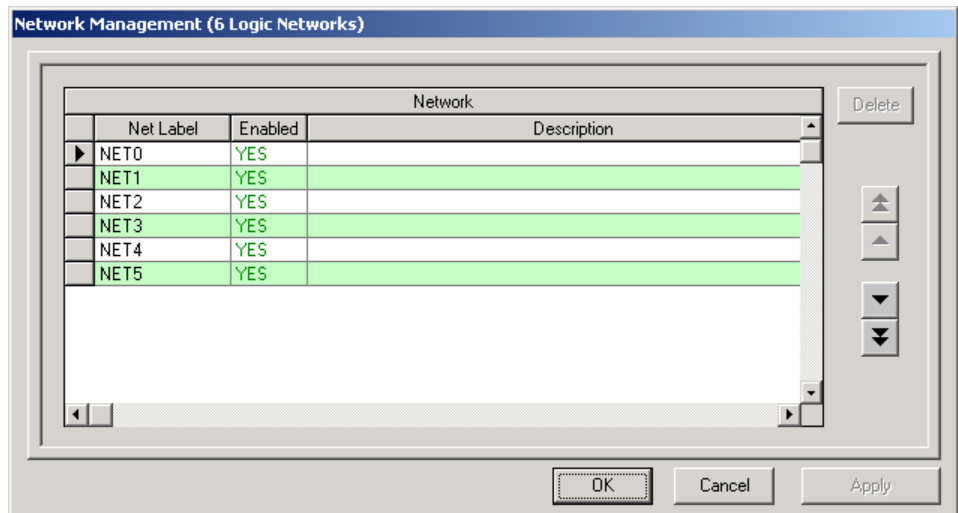 Network Management (6 Logic Networks)
Network
Delete
Net Label Enabled Description
NET0 YES
NET1 YES
NET2 YES
NET3 YES
NET4 YES
NET5 YES
OK Cancel Apply